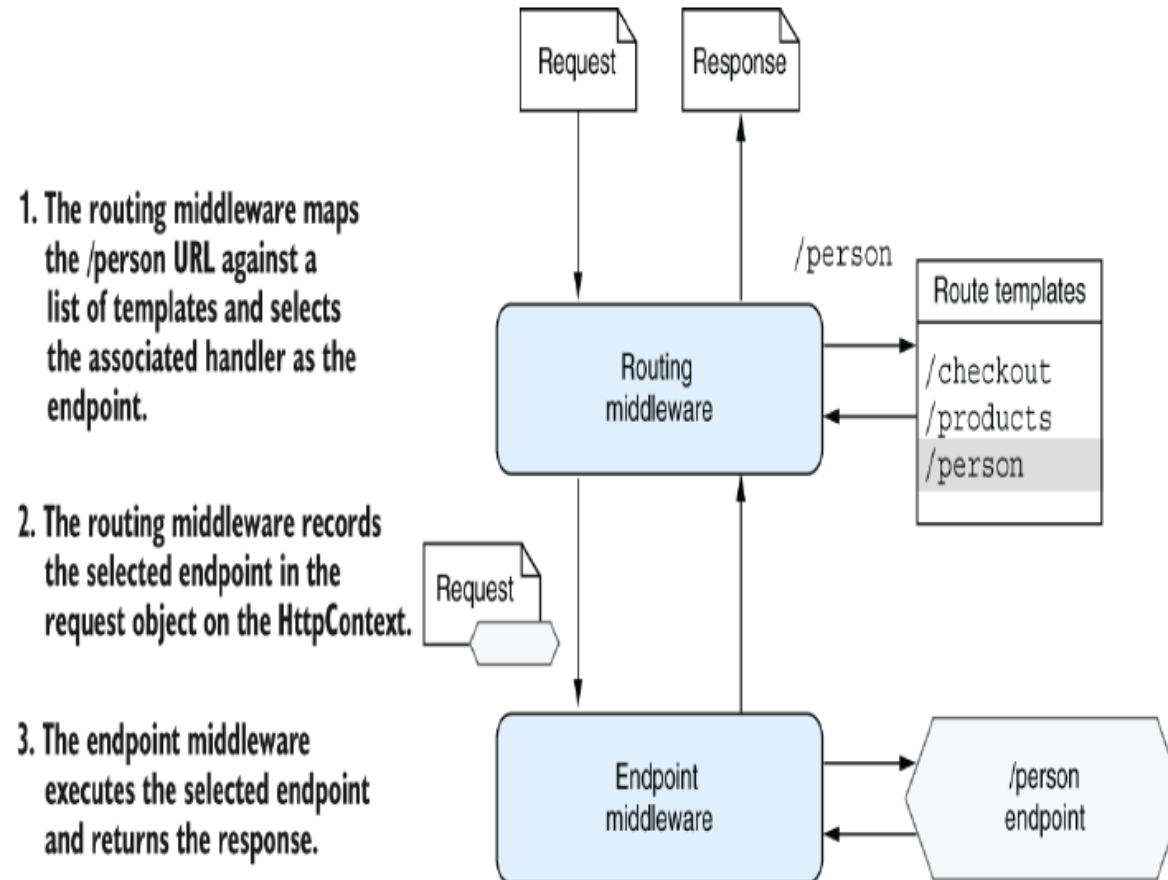 Request
Response
1. The routing middleware maps
the /person URL against a
list of templates and selects
the associated handler as the
endpoint.
/person
Route templates
/checkout
/products
/person
Routing
middleware
2. The routing middleware records
the selected endpoint in the
request object on the HttpContext.
Request
3. The endpoint middleware
executes the selected endpoint
and returns the response.
Endpoint
middleware
/person
endpoint